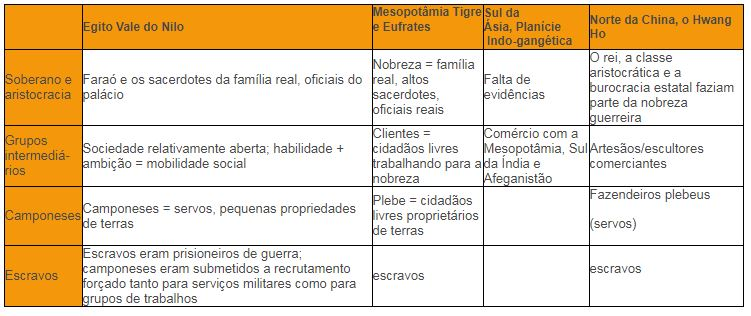 Egito Vale do Nilo
Mesopotâmia Tigre
e Eufrates
Sul da
Ásia, Planície
Indo-gangética
Norte da China, o Hwang
Ho
Soberano e
aristocracia
Faraó e os sacerdotes da família real, oficiais do
palácio
Nobreza = família
real, altos
sacerdotes,
oficiais reais
Falta de
evidências
O rei, a classe
aristocrática e a
burocracia estatal faziam
parte da nobreza
guerreira
Grupos
intermediá-
rios
Sociedade relativamente aberta; habilidade +
ambição = mobilidade social
Clientes =
cidadãos livres
trabalhando para a
nobreza
Comércio com a
Mesopotâmia, Sul
da Índia e
Afeganistão
Artesãos/escultores
comerciantes
Camponeses
Camponeses = servos, pequenas propriedades
de terras
Plebe = cidadãos
livres proprietários
de terras
Fazendeiros plebeus
(servos)
Escravos
Escravos eram prisioneiros de guerra;
camponeses eram submetidos a recrutamento
forçado tanto para serviços militares como para
grupos de trabalhos
escravos
escravos